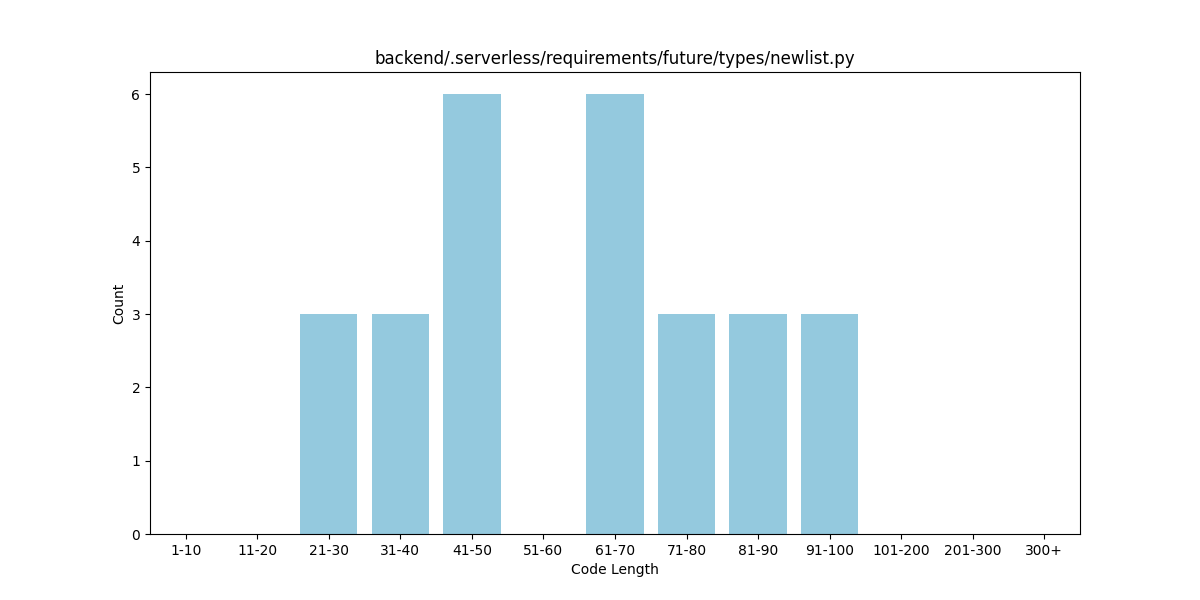 backend/.serverless/requirements/future/types/newlist.py
6
5
4
3
2
1
0
Count
1-10 11-20 21-30 31-40 41-50 51-60 61-70 71-80 81-90 91-100 101-200 201-300 300+
Code Length